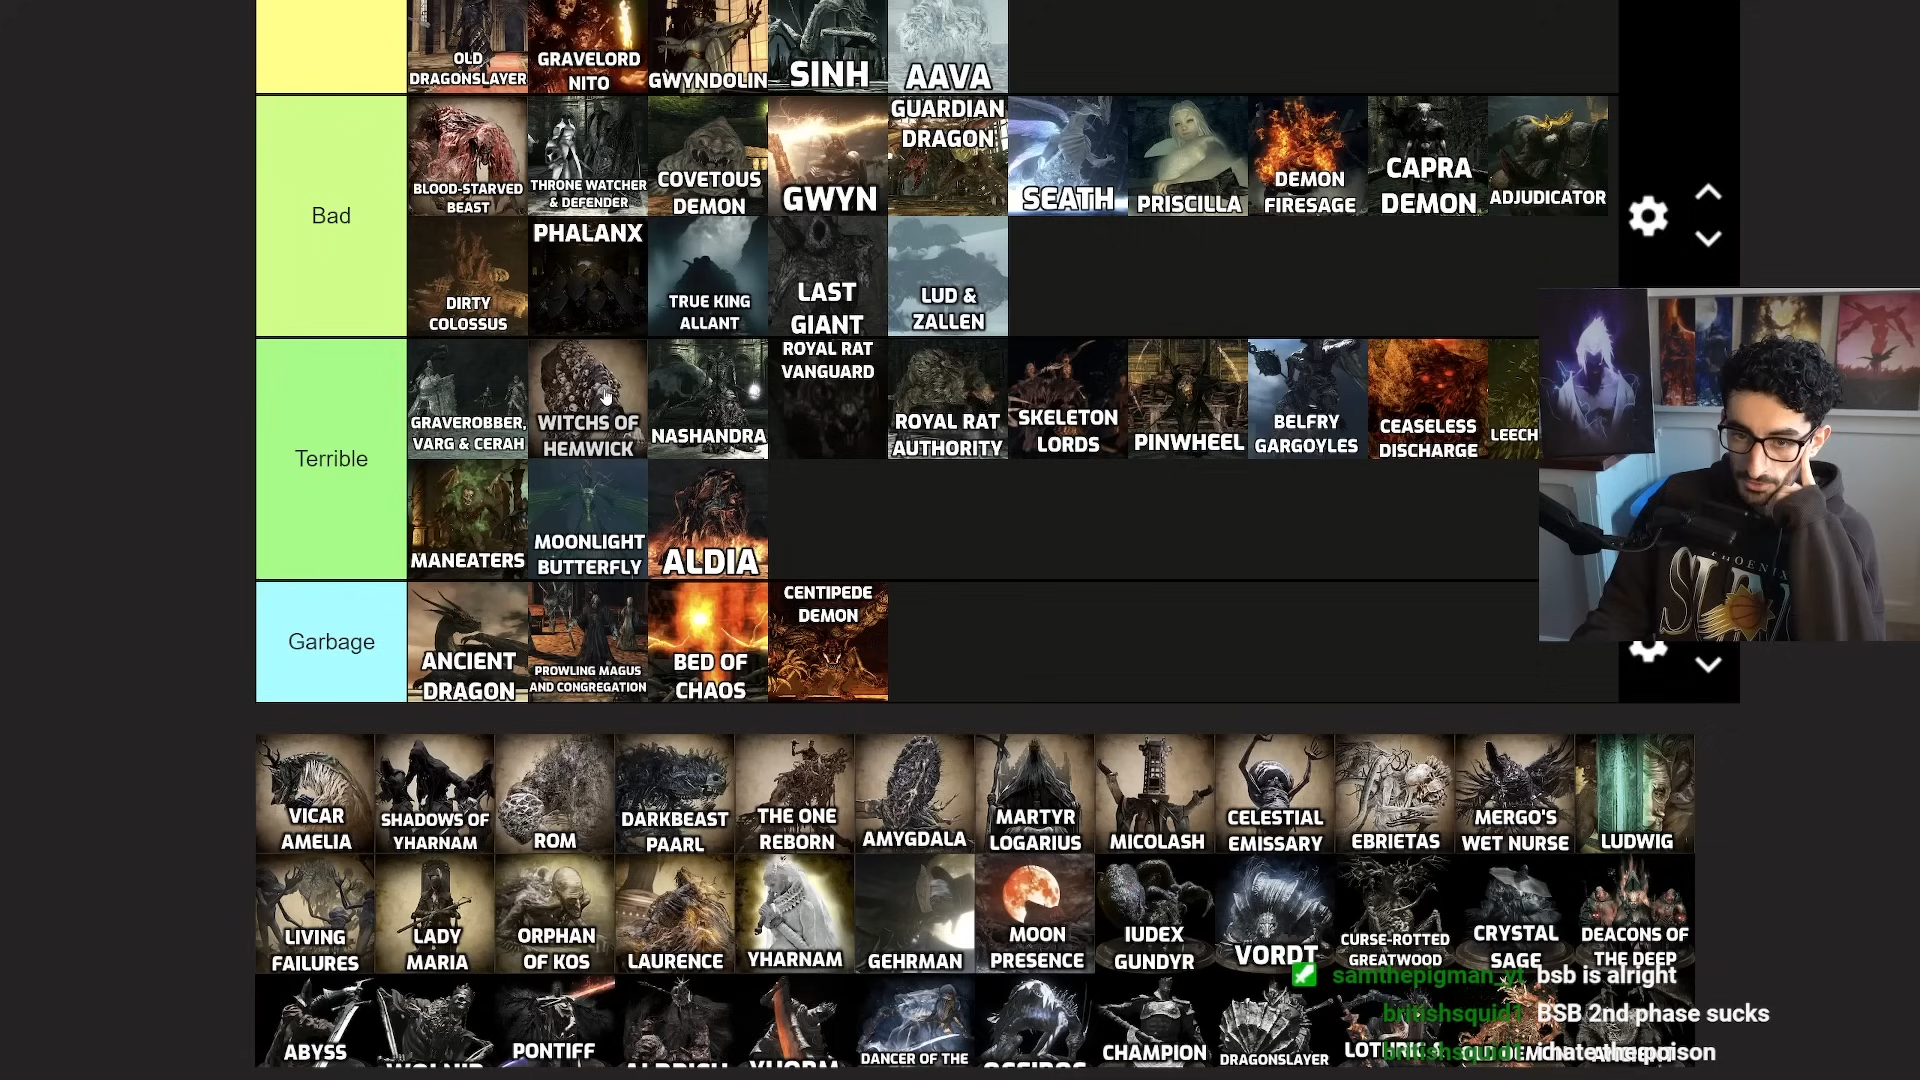 OLD
DRAGONSLAYER
GRAVELORD
NITO
GWYNDOLIN
SINH
AAVA
Bad
BLOOD-STARVED
BEAST
THRONE WATCHER
& DEFENDER
COVETOUS
DEMON
GWYN
GUARDIAN
DRAGON
SEATH
PRISCILLA
DEMON
FIRESAGE
CAPRA
DEMON
ADJUDICATOR
DIRTY
COLOSSUS
PHALANX
TRUE KING
ALLANT
LAST
GIANT
LUD &
ZALLEN
Terrible
GRAVEROBBER,
VARG & CERAH
WITCHS OF
HEMWICK
NASHANDRA
ROYAL RAT
VANGUARD
ROYAL RAT
AUTHORITY
SKELETON
LORDS
PINWHEEL
BELFRY
GARGOYLES
CEASELESS
DISCHARGE
LEECH
MANEATERS
MOONLIGHT
BUTTERFLY
ALDIA
Garbage
ANCIENT
DRAGON
PROWLING MAGUS
AND CONGREGATION
BED OF
CHAOS
CENTIPEDE
DEMON
PHOENIX
VICAR
AMELIA
SHADOWS OF
YHARNAM
ROM
DARKBEAST
PAARL
THE ONE
REBORN
AMYGDALA
MARTYR
LOGARIUS
MICOLASH
CELESTIAL
EMISSARY
EBRIETAS
MERGO'S
WET NURSE
LUDWIG
LIVING
FAILURES
LADY
MARIA
ORPHAN
OF KOS
LAURENCE
YHARNAM
GEHRMAN
MOON
PRESENCE
IUDEX
GUNDYR
VORDT
CURSE-ROTTED
GREATWOOD
CRYSTAL
SAGE
DEACONS OF
THE DEEP
samthepigman_yt bsb is alright
britishsquid1 BSB 2nd phase sucks
britishsquid1 i hate the poison
ABYSS
PONTIFF
DANCER OF THE
CHAMPION
DRAGONSLAYER